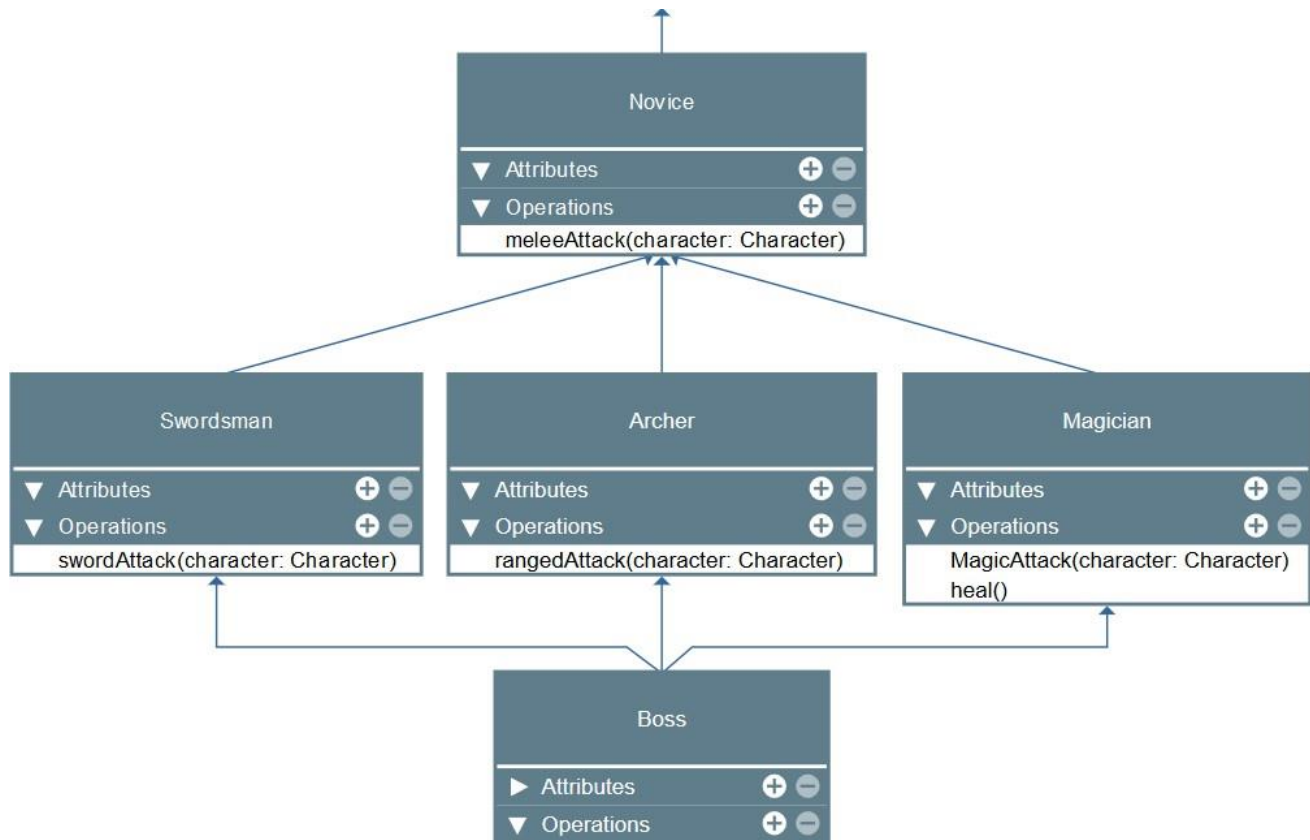 Novice
Attributes
Operations
meleeAttack(character: Character)
Swordsman
Attributes
Operations
swordAttack(character: Character)
Archer
Attributes
Operations
rangedAttack(character: Character)
Magician
Attributes
Operations
MagicAttack(character: Character)
heal()
Boss
Attributes
Operations